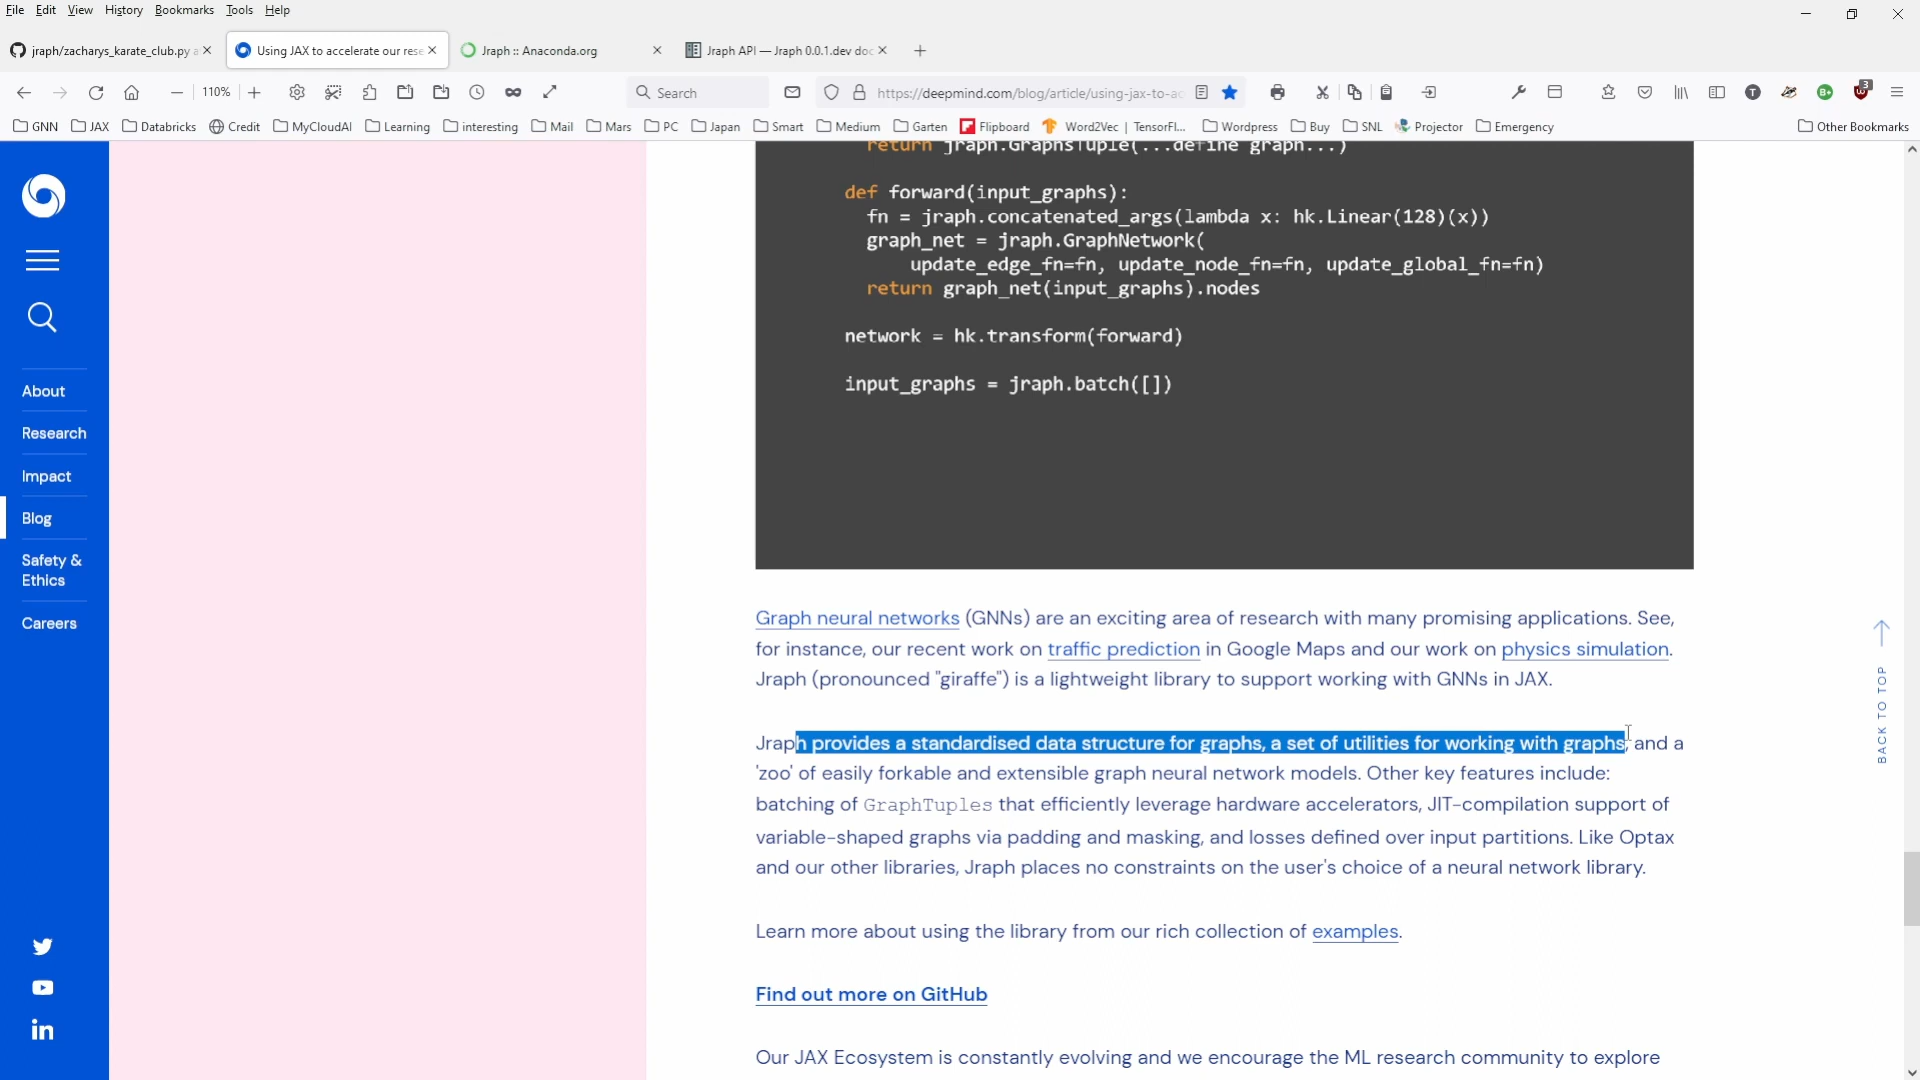 File Edit View History Bookmarks Tools Help
jraph/zacharys_karate_club.py a
Using JAX to accelerate our rese
Jraph :: Anaconda.org
Jraph API — Jraph 0.0.1.dev doc
110%
Search
https://deepmind.com/blog/article/using-jax-to-ac
3
GNN JAX Databricks Credit MyCloudAI Learning interesting Mail Mars PC Japan Smart Medium Garten Flipboard Word2Vec | TensorFl... Wordpress Buy SNL Projector Emergency Other Bookmarks
About
Research
Impact
Blog
Safety &
Ethics
Careers
return jraph.GraphsTuple(...define graph...)
def forward(input_graphs):
fn = jraph.concatenated_args(lambda x: hk.Linear(128)(x))
graph_net = jraph.GraphNetwork(
update_edge_fn=fn, update_node_fn=fn, update_global_fn=fn)
return graph_net(input_graphs).nodes
network = hk.transform(forward)
input_graphs = jraph.batch([])
Graph neural networks (GNNs) are an exciting area of research with many promising applications. See,
for instance, our recent work on traffic prediction in Google Maps and our work on physics simulation.
Jraph (pronounced "giraffe") is a lightweight library to support working with GNNs in JAX.
Jraph provides a standardised data structure for graphs, a set of utilities for working with graphs, and a
'zoo' of easily forkable and extensible graph neural network models. Other key features include:
batching of GraphTuples that efficiently leverage hardware accelerators, JIT-compilation support of
variable-shaped graphs via padding and masking, and losses defined over input partitions. Like Optax
and our other libraries, Jraph places no constraints on the user's choice of a neural network library.
Learn more about using the library from our rich collection of examples.
Find out more on GitHub
Our JAX Ecosystem is constantly evolving and we encourage the ML research community to explore
BACK TO TOP